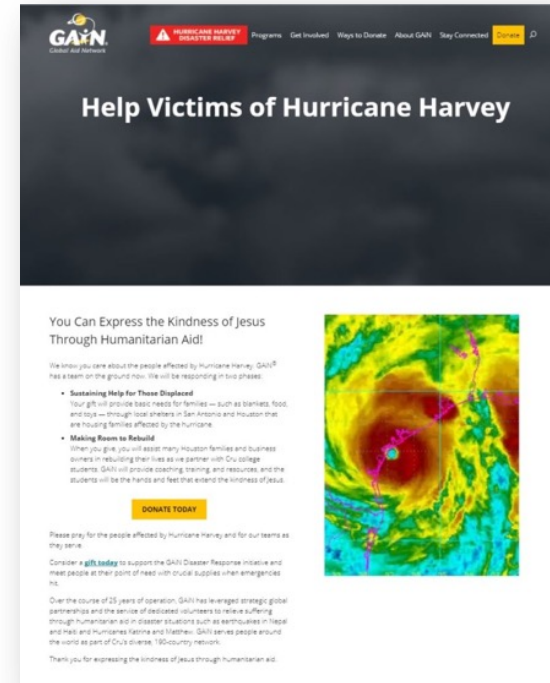 GAiN
Global Aid Network
HURRICANE HARVEY
DISASTER RELIEF
Programs Get Involved Ways to Donate About GAiN Stay Connected Donate
Help Victims of Hurricane Harvey
You Can Express the Kindness of Jesus
Through Humanitarian Aid!
We know you care about the people affected by Hurricane Harvey. GAiN®
has a team on the ground now. We will be responding in two phases:
• Sustaining Help for Those Displaced
Your gift will provide basic needs for families — such as blankets, food,
and toys — through local shelters in San Antonio and Houston that
are housing families affected by the hurricane.
• Making Room to Rebuild
When you give, you will assist many Houston families and business
owners in rebuilding their lives as we partner with Cru college
students. GAiN will provide coaching, training, and resources, and the
students will be the hands and feet that extend the kindness of Jesus.
DONATE TODAY
Please pray for the people affected by Hurricane Harvey and for our teams as
they serve.
Consider a gift today to support the GAiN Disaster Response Initiative and
meet people at their point of need with crucial supplies when emergencies
hit.
Over the course of 25 years of operation, GAiN has leveraged strategic global
partnerships and the service of dedicated volunteers to relieve suffering
through humanitarian aid in disaster situations such as earthquakes in Nepal
and Haiti and Hurricanes Katrina and Matthew. GAiN serves people around
the world as part of Cru's diverse, 190-country network.
Thank you for expressing the kindness of Jesus through humanitarian aid.